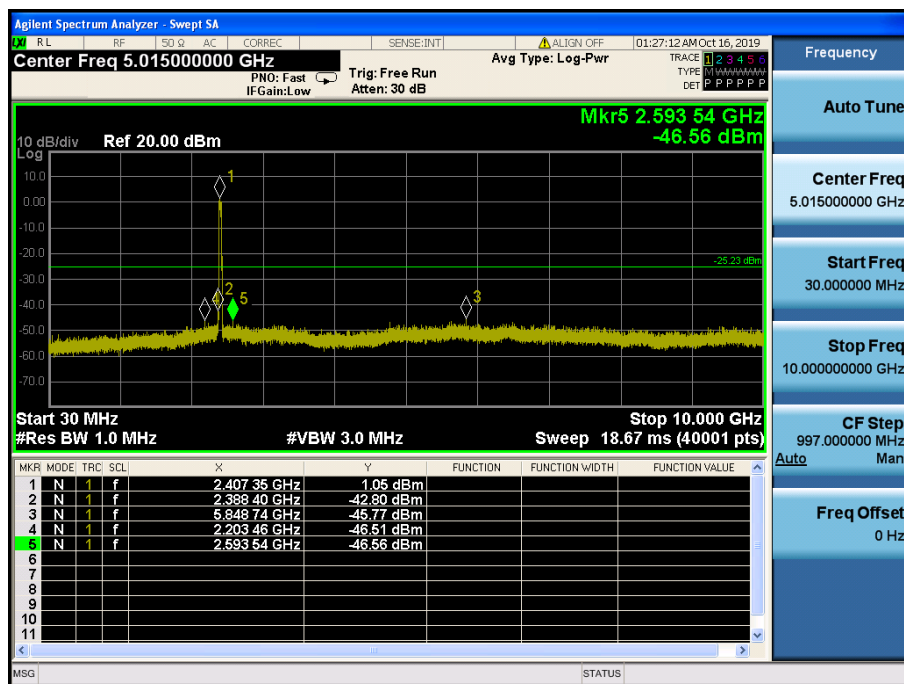 Agilent Spectrum Analyzer - Swept SA
LXI RL RF 50 Ω AC CORREC SENSE:INT ALIGN OFF 01:27:12 AM Oct 16, 2019
Center Freq 5.015000000 GHz
PNO: Fast
IFGain:Low
Trig: Free Run
Atten: 30 dB
Avg Type: Log-Pwr
TRACE 1 2 3 4 5 6
TYPE M WWWWW
DET P P P P P P
Mkr5 2.593 54 GHz
-46.56 dBm
10 dB/div Ref 20.00 dBm
Log
10.0
0.00
-10.0
-20.0
-30.0
-40.0
-50.0
-60.0
-70.0
1
-25.23 dBm
4
2
5
3
Start 30 MHz Stop 10.000 GHz
#Res BW 1.0 MHz #VBW 3.0 MHz Sweep 18.67 ms (40001 pts)
MKR MODE TRC SCL X Y FUNCTION FUNCTION WIDTH FUNCTION VALUE
1 N 1 f 2.407 35 GHz 1.05 dBm
2 N 1 f 2.388 40 GHz -42.80 dBm
3 N 1 f 5.848 74 GHz -45.77 dBm
4 N 1 f 2.203 46 GHz -46.51 dBm
5 N 1 f 2.593 54 GHz -46.56 dBm
6
7
8
9
10
11
MSG STATUS
Frequency
Auto Tune
Center Freq
5.015000000 GHz
Start Freq
30.000000 MHz
Stop Freq
10.000000000 GHz
CF Step
997.000000 MHz
Auto Man
Freq Offset
0 Hz